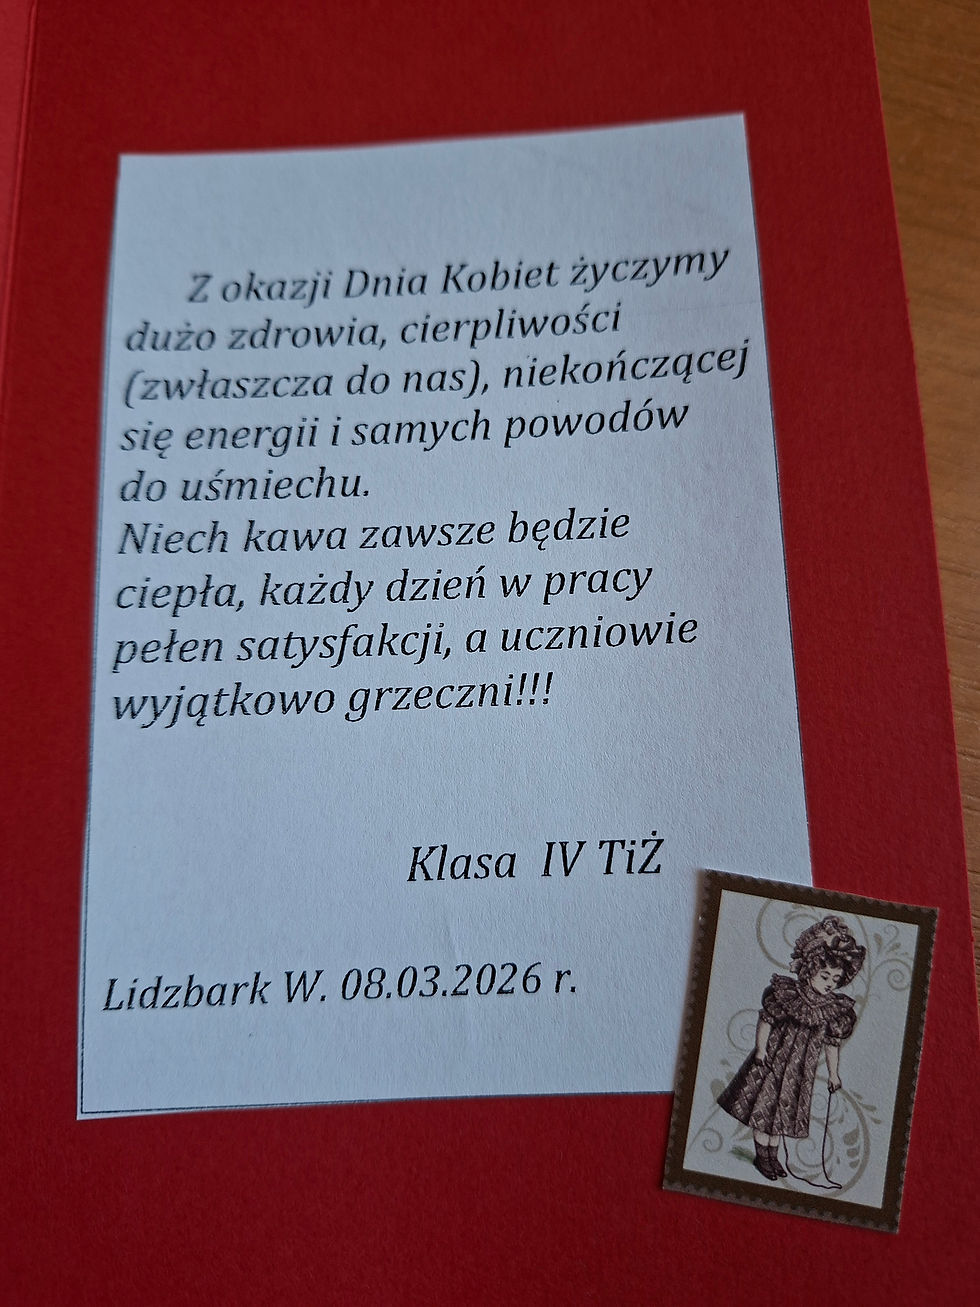 Z okazji Dnia Kobiet życzymy
dużo zdrowia, cierpliwości
(zwłaszcza do nas), niekończącej
się energii i samych powodów
do uśmiechu.
Niech kawa zawsze będzie
ciepła, każdy dzień w pracy
pełen satysfakcji, a uczniowie
wyjątkowo grzeczni!!!
Klasa IV TiŻ
Lidzbark W. 08.03.2026 r.